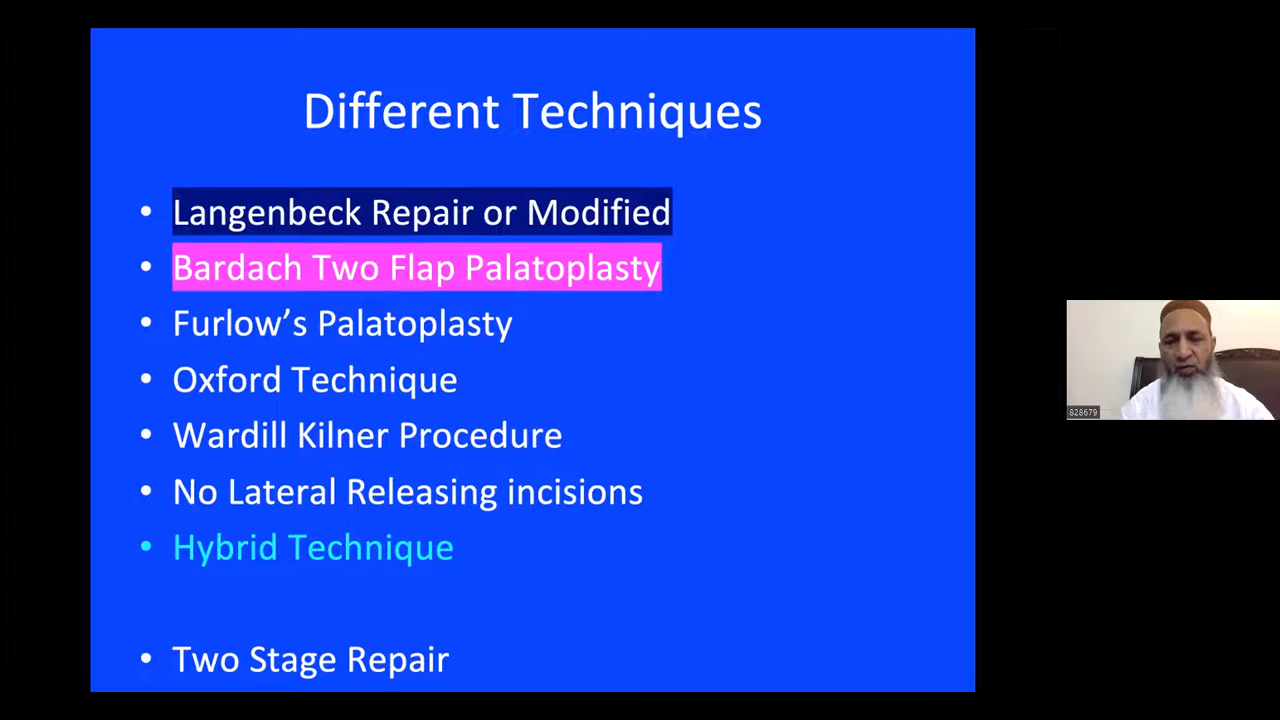 Different Techniques
• Langenbeck Repair or Modified
• Bardach Two Flap Palatoplasty
• Furlow’s Palatoplasty
• Oxford Technique
• Wardill Kilner Procedure
• No Lateral Releasing incisions
• Hybrid Technique
• Two Stage Repair
828679